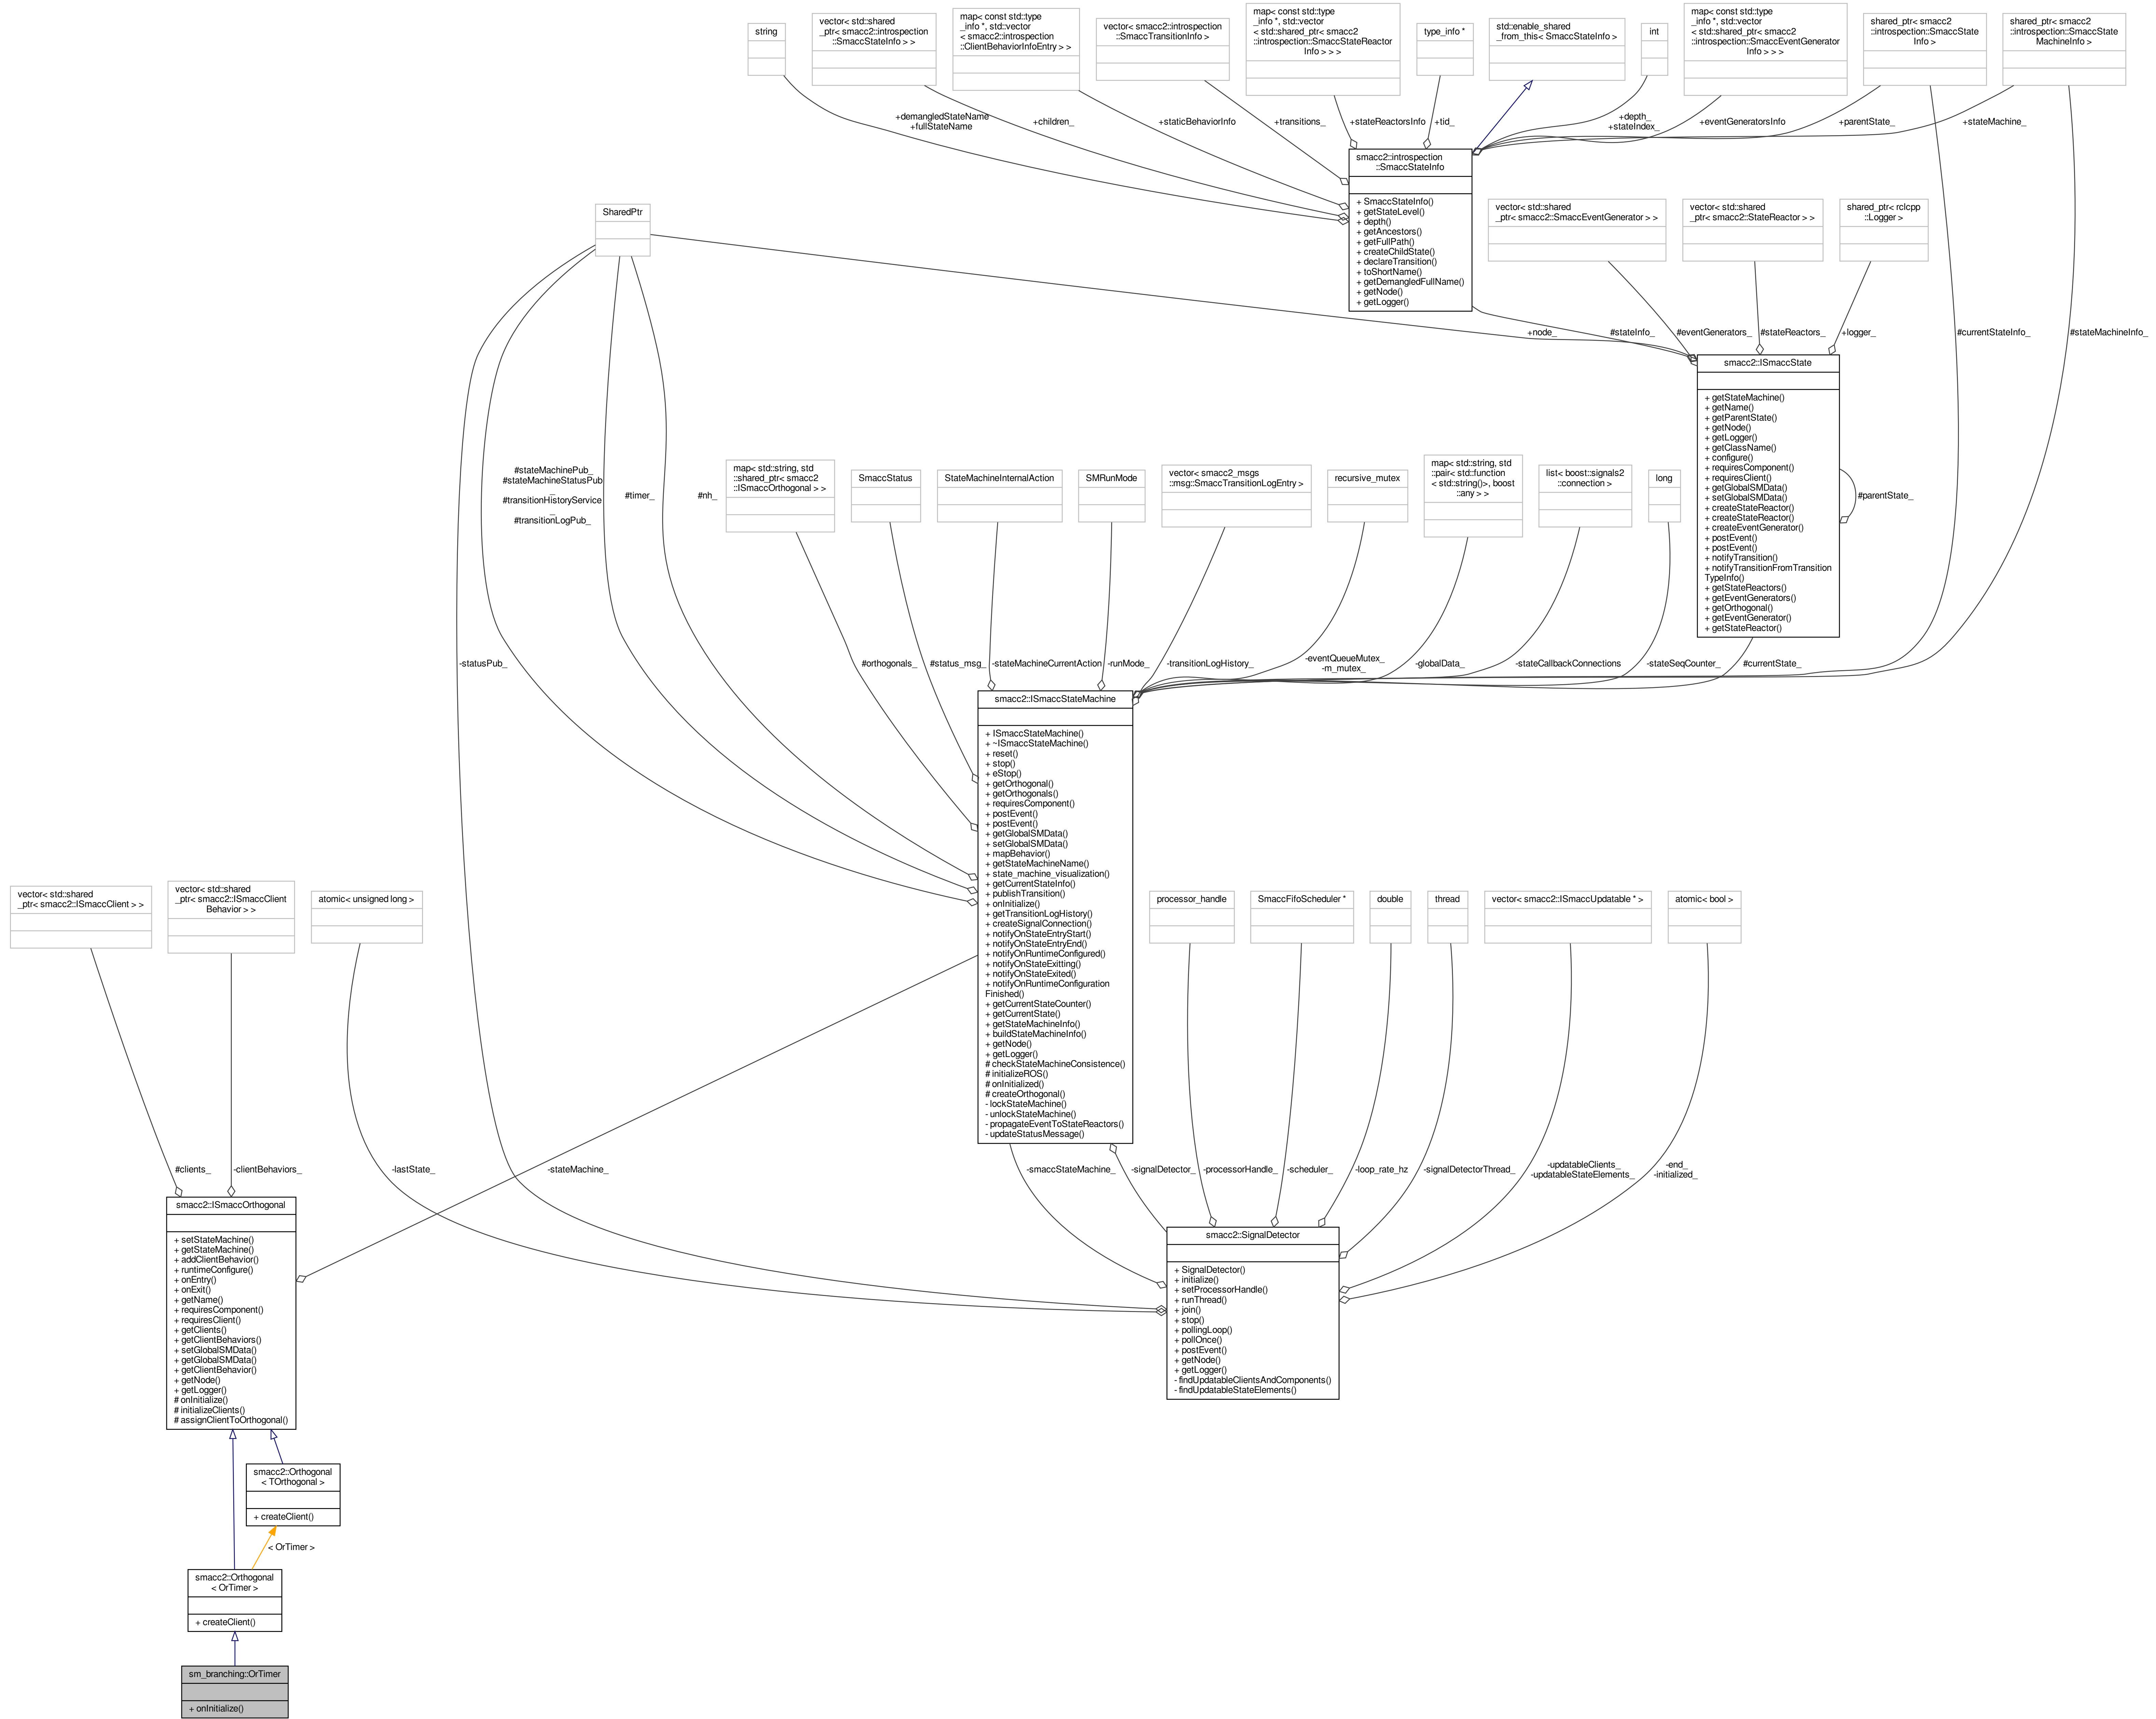 string
vector< std::shared
_ptr< smacc2::introspection
::SmaccStateInfo > >
map< const std::type
_info *, std::vector
< smacc2::introspection
::ClientBehaviorInfoEntry > >
vector< smacc2::introspection
::SmaccTransitionInfo >
map< const std::type
_info *, std::vector
< std::shared_ptr< smacc2
::introspection::SmaccStateReactor
Info > > >
type_info *
std::enable_shared
_from_this< SmaccStateInfo >
int
map< const std::type
_info *, std::vector
< std::shared_ptr< smacc2
::introspection::SmaccEventGenerator
Info > > >
shared_ptr< smacc2
::introspection::SmaccState
Info >
shared_ptr< smacc2
::introspection::SmaccState
MachineInfo >
+demangledStateName
+fullStateName
+children_
+staticBehaviorInfo
+transitions_
+stateReactorsInfo
+tid_
+depth_
+stateIndex_
+eventGeneratorsInfo
+parentState_
+stateMachine_
smacc2::introspection
::SmaccStateInfo
+ SmaccStateInfo()
+ getStateLevel()
+ depth()
+ getAncestors()
+ getFullPath()
+ createChildState()
+ declareTransition()
+ toShortName()
+ getDemangledFullName()
+ getNode()
+ getLogger()
SharedPtr
vector< std::shared
_ptr< smacc2::SmaccEventGenerator > >
vector< std::shared
_ptr< smacc2::StateReactor > >
shared_ptr< rclcpp
::Logger >
+node_
#stateInfo_
#eventGenerators_
#stateReactors_
+logger_
#currentStateInfo_
#stateMachineInfo_
smacc2::ISmaccState
+ getStateMachine()
+ getName()
+ getParentState()
+ getNode()
+ getLogger()
+ getClassName()
+ configure()
+ requiresComponent()
+ requiresClient()
+ getGlobalSMData()
+ setGlobalSMData()
+ createStateReactor()
+ createStateReactor()
+ createEventGenerator()
+ postEvent()
+ postEvent()
+ notifyTransition()
+ notifyTransitionFromTransition
TypeInfo()
+ getStateReactors()
+ getEventGenerators()
+ getOrthogonal()
+ getEventGenerator()
+ getStateReactor()
#parentState_
#stateMachinePub_
#stateMachineStatusPub
_
#transitionHistoryService
_
#transitionLogPub_
#timer_
#nh_
map< std::string, std
::shared_ptr< smacc2
::ISmaccOrthogonal > >
SmaccStatus
StateMachineInternalAction
SMRunMode
vector< smacc2_msgs
::msg::SmaccTransitionLogEntry >
recursive_mutex
map< std::string, std
::pair< std::function
< std::string()>, boost
::any > >
list< boost::signals2
::connection >
long
-statusPub_
#orthogonals_
#status_msg_
-stateMachineCurrentAction
-runMode_
-transitionLogHistory_
-eventQueueMutex_
-m_mutex_
-globalData_
-stateCallbackConnections
-stateSeqCounter_
#currentState_
smacc2::ISmaccStateMachine
+ ISmaccStateMachine()
+ ~ISmaccStateMachine()
+ reset()
+ stop()
+ eStop()
+ getOrthogonal()
+ getOrthogonals()
+ requiresComponent()
+ postEvent()
+ postEvent()
+ getGlobalSMData()
+ setGlobalSMData()
+ mapBehavior()
+ getStateMachineName()
+ state_machine_visualization()
+ getCurrentStateInfo()
+ publishTransition()
+ onInitialize()
+ getTransitionLogHistory()
+ createSignalConnection()
+ notifyOnStateEntryStart()
+ notifyOnStateEntryEnd()
+ notifyOnRuntimeConfigured()
+ notifyOnStateExitting()
+ notifyOnStateExited()
+ notifyOnRuntimeConfiguration
Finished()
+ getCurrentStateCounter()
+ getCurrentState()
+ getStateMachineInfo()
+ buildStateMachineInfo()
+ getNode()
+ getLogger()
# checkStateMachineConsistence()
# initializeROS()
# onInitialized()
# createOrthogonal()
- lockStateMachine()
- unlockStateMachine()
- propagateEventToStateReactors()
- updateStatusMessage()
vector< std::shared
_ptr< smacc2::ISmaccClient > >
vector< std::shared
_ptr< smacc2::ISmaccClient
Behavior > >
atomic< unsigned long >
processor_handle
SmaccFifoScheduler *
double
thread
vector< smacc2::ISmaccUpdatable * >
atomic< bool >
#clients_
-clientBehaviors_
-lastState_
-stateMachine_
-smaccStateMachine_
-signalDetector_
-processorHandle_
-scheduler_
-loop_rate_hz
-signalDetectorThread_
-updatableClients_
-updatableStateElements_
-end_
-initialized_
smacc2::ISmaccOrthogonal
+ setStateMachine()
+ getStateMachine()
+ addClientBehavior()
+ runtimeConfigure()
+ onEntry()
+ onExit()
+ getName()
+ requiresComponent()
+ requiresClient()
+ getClients()
+ getClientBehaviors()
+ setGlobalSMData()
+ getGlobalSMData()
+ getClientBehavior()
+ getNode()
+ getLogger()
# onInitialize()
# initializeClients()
# assignClientToOrthogonal()
smacc2::SignalDetector
+ SignalDetector()
+ initialize()
+ setProcessorHandle()
+ runThread()
+ join()
+ stop()
+ pollingLoop()
+ pollOnce()
+ postEvent()
+ getNode()
+ getLogger()
- findUpdatableClientsAndComponents()
- findUpdatableStateElements()
smacc2::Orthogonal
< TOrthogonal >
+ createClient()
< OrTimer >
smacc2::Orthogonal
< OrTimer >
+ createClient()
sm_branching::OrTimer
+ onInitialize()